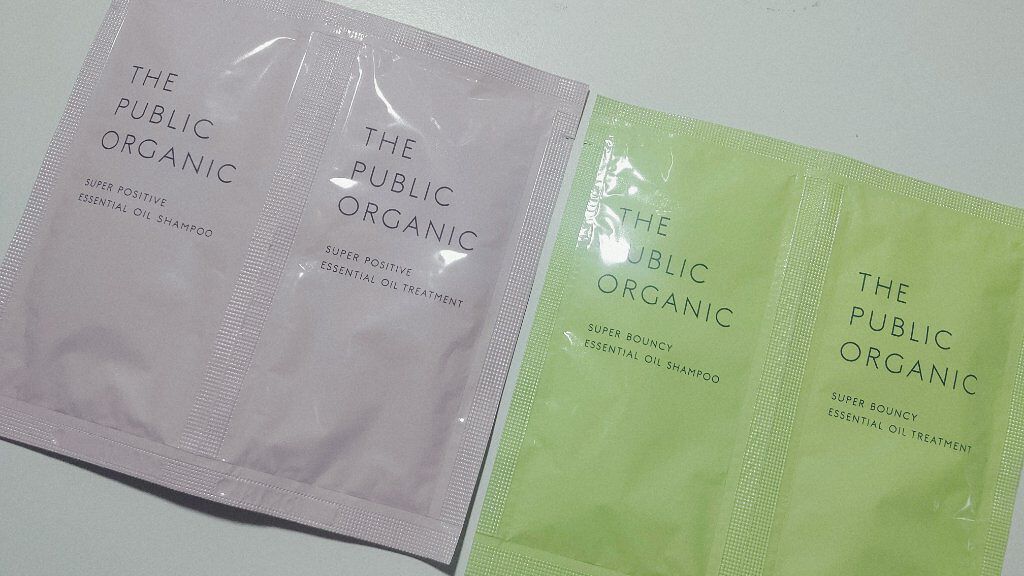 THE
PUBLIC
ORGANIC
SUPER POSITIVE
ESSENTIAL OIL SHAMPOO
THE
PUBLIC
ORGANIC
SUPER POSITIVE
ESSENTIAL OIL TREATMENT
THE
PUBLIC
ORGANIC
SUPER BOUNCY
ESSENTIAL OIL SHAMPOO
THE
PUBLIC
ORGANIC
SUPER BOUNCY
ESSENTIAL OIL TREATMENT